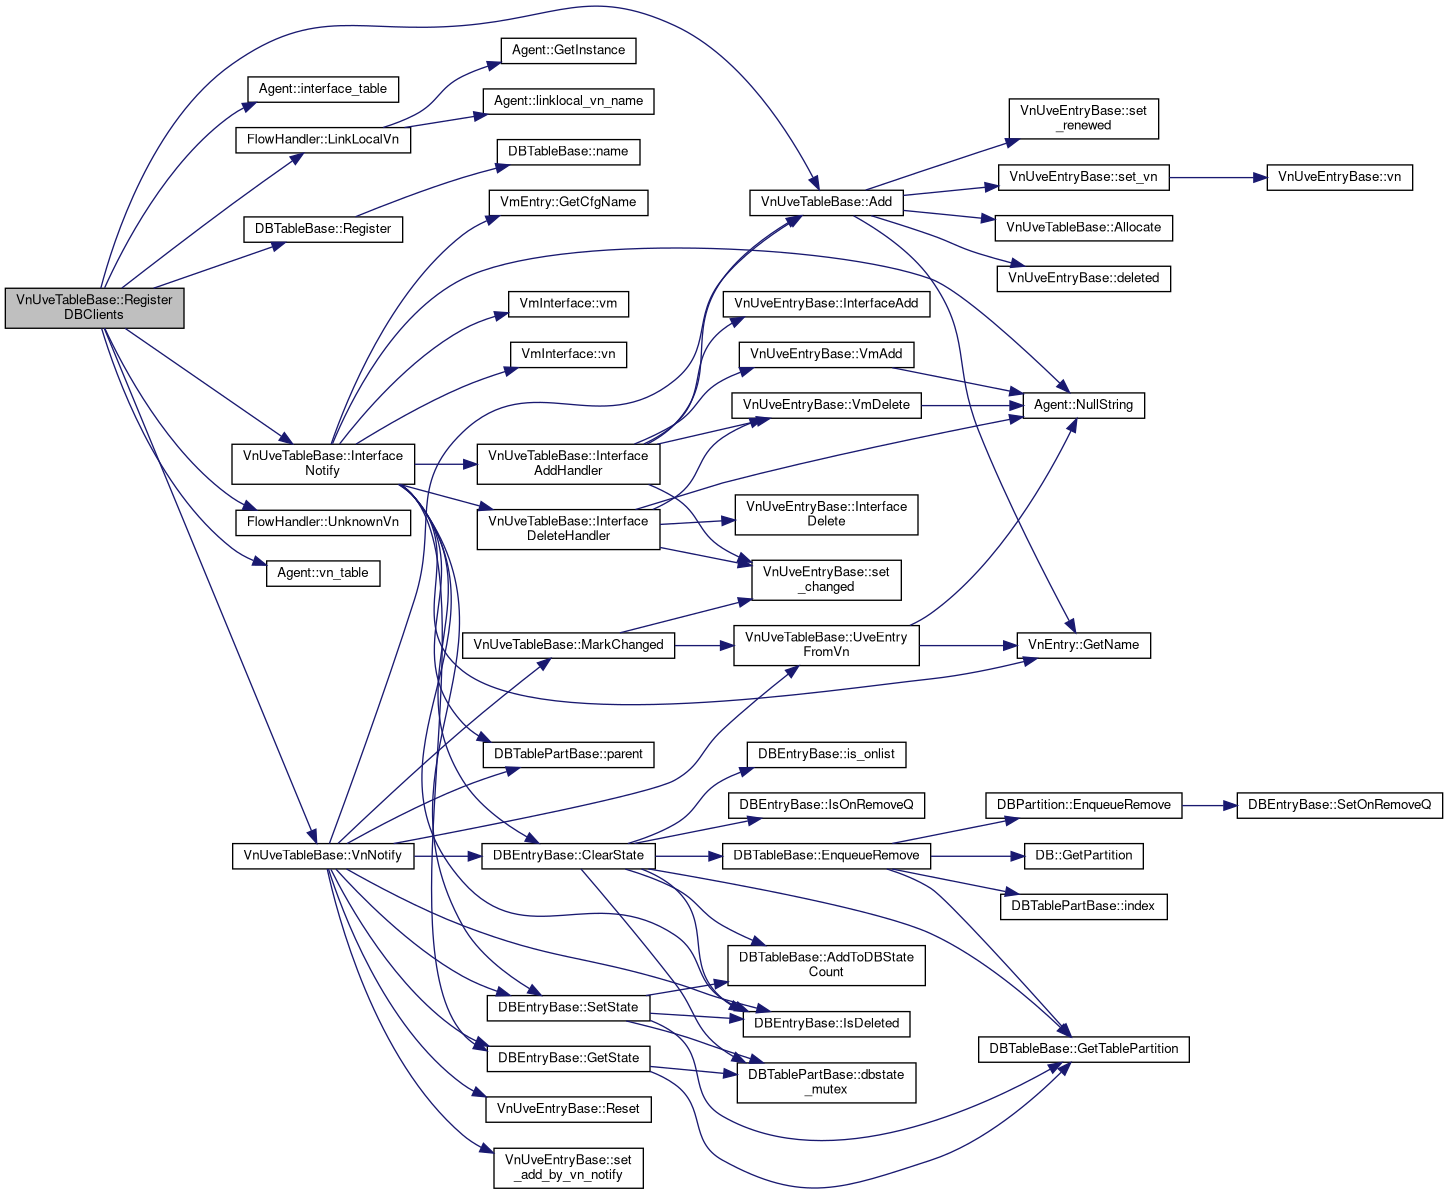 VnUveTableBase::Register
DBClients
Agent::interface_table
FlowHandler::LinkLocalVn
DBTableBase::Register
VnUveTableBase::Interface
Notify
FlowHandler::UnknownVn
Agent::vn_table
VnUveTableBase::VnNotify
Agent::GetInstance
Agent::linklocal_vn_name
DBTableBase::name
VmEntry::GetCfgName
VmInterface::vm
VmInterface::vn
VnUveTableBase::Interface
AddHandler
VnUveTableBase::Interface
DeleteHandler
VnUveTableBase::MarkChanged
DBTablePartBase::parent
DBEntryBase::ClearState
DBEntryBase::SetState
DBEntryBase::GetState
VnUveEntryBase::Reset
VnUveEntryBase::set
_add_by_vn_notify
VnUveTableBase::Add
VnUveEntryBase::InterfaceAdd
VnUveEntryBase::VmAdd
VnUveEntryBase::VmDelete
VnUveEntryBase::Interface
Delete
VnUveEntryBase::set
_changed
VnUveTableBase::UveEntry
FromVn
DBEntryBase::is_onlist
DBEntryBase::IsOnRemoveQ
DBTableBase::EnqueueRemove
DBTableBase::AddToDBState
Count
DBEntryBase::IsDeleted
DBTablePartBase::dbstate
_mutex
VnUveEntryBase::set
_renewed
VnUveEntryBase::set_vn
VnUveTableBase::Allocate
VnUveEntryBase::deleted
Agent::NullString
VnEntry::GetName
DBPartition::EnqueueRemove
DB::GetPartition
DBTablePartBase::index
DBTableBase::GetTablePartition
VnUveEntryBase::vn
DBEntryBase::SetOnRemoveQ